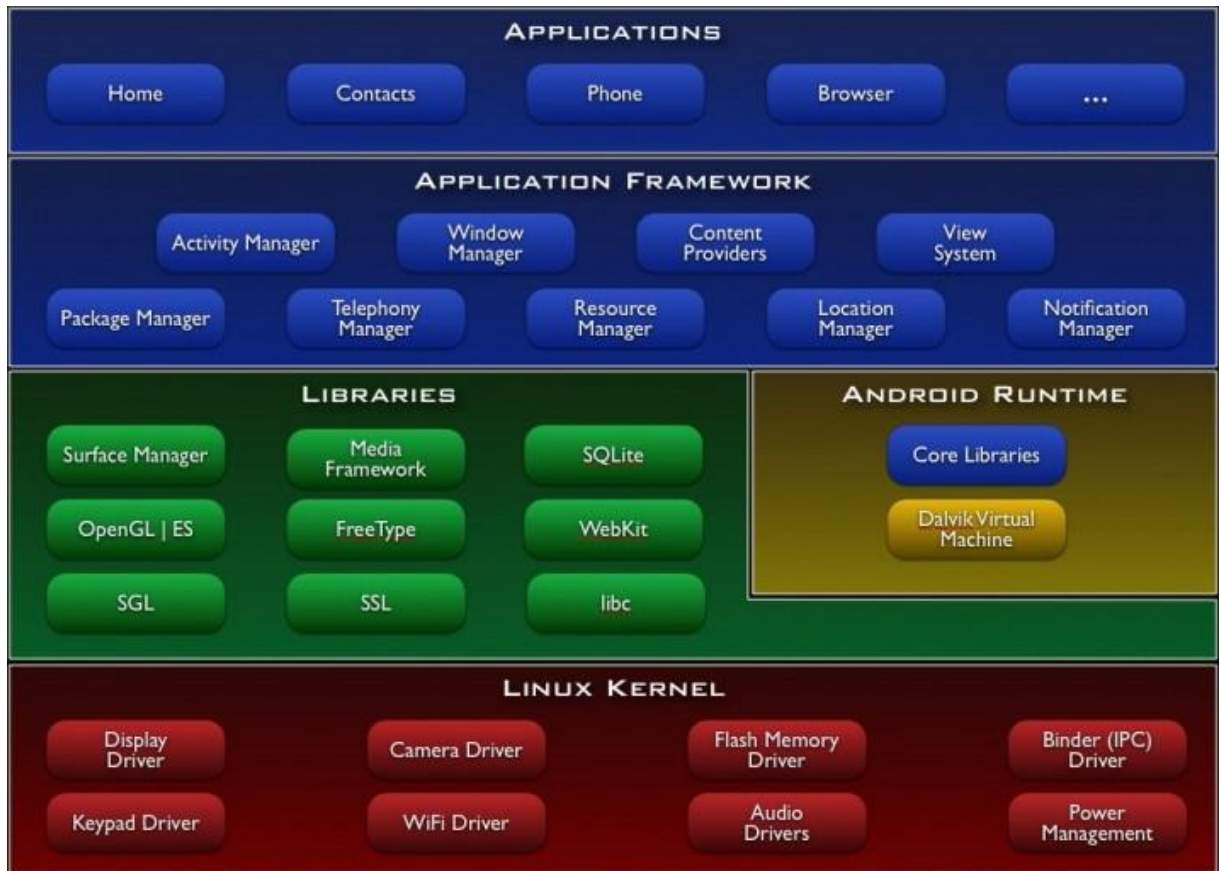 APPLICATIONS
Home
Contacts
Phone
Browser
...
APPLICATION FRAMEWORK
Activity Manager
Window
Manager
Content
Providers
View
System
Package Manager
Telephony
Manager
Resource
Manager
Location
Manager
Notification
Manager
LIBRARIES
Surface Manager
Media
Framework
SQLite
OpenGL | ES
FreeType
WebKit
SGL
SSL
libc
ANDROID RUNTIME
Core Libraries
Dalvik Virtual
Machine
LINUX KERNEL
Display
Driver
Camera Driver
Flash Memory
Driver
Binder (IPC)
Driver
Keypad Driver
WiFi Driver
Audio
Drivers
Power
Management